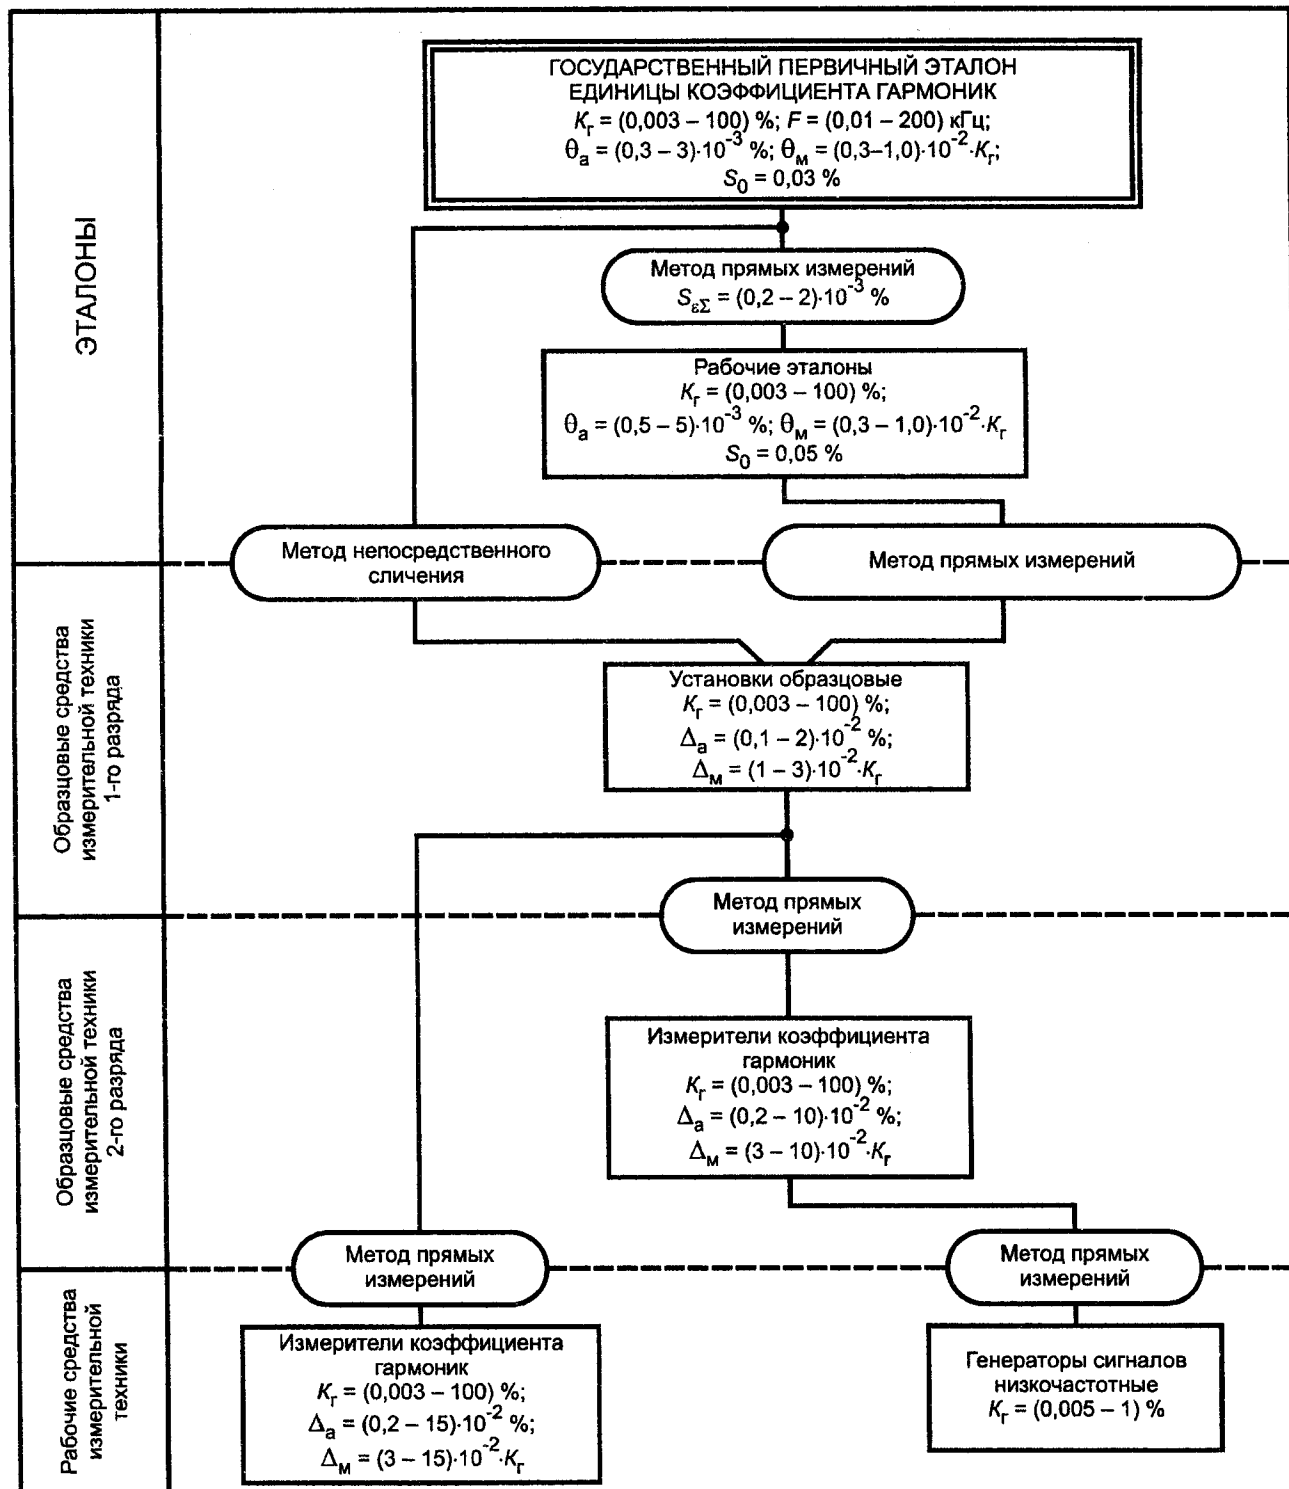 ЭТАЛОНЫ
ГОСУДАРСТВЕННЫЙ ПЕРВИЧНЫЙ ЭТАЛОН
ЕДИНИЦЫ КОЭФФИЦИЕНТА ГАРМОНИК
Kг = (0,003 – 100) %; F = (0,01 – 200) кГц;
θа = (0,3 – 3)·10⁻³ %; θм = (0,3–1,0)·10⁻²·Kг;
S₀ = 0,03 %
Метод прямых измерений
SεΣ = (0,2 – 2)·10⁻³ %
Рабочие эталоны
Kг = (0,003 – 100) %;
θа = (0,5 – 5)·10⁻³ %; θм = (0,3 – 1,0)·10⁻²·Kг
S₀ = 0,05 %
Метод непосредственного
сличения
Метод прямых измерений
Образцовые средства
измерительной техники
1-го разряда
Установки образцовые
Kг = (0,003 – 100) %;
Δа = (0,1 – 2)·10⁻² %;
Δм = (1 – 3)·10⁻²·Kг
Метод прямых
измерений
Образцовые средства
измерительной техники
2-го разряда
Измерители коэффициента
гармоник
Kг = (0,003 – 100) %;
Δа = (0,2 – 10)·10⁻² %;
Δм = (3 – 10)·10⁻²·Kг
Метод прямых
измерений
Метод прямых
измерений
Рабочие средства
измерительной
техники
Измерители коэффициента
гармоник
Kг = (0,003 – 100) %;
Δа = (0,2 – 15)·10⁻² %;
Δм = (3 – 15)·10⁻²·Kг
Генераторы сигналов
низкочастотные
Kг = (0,005 – 1) %